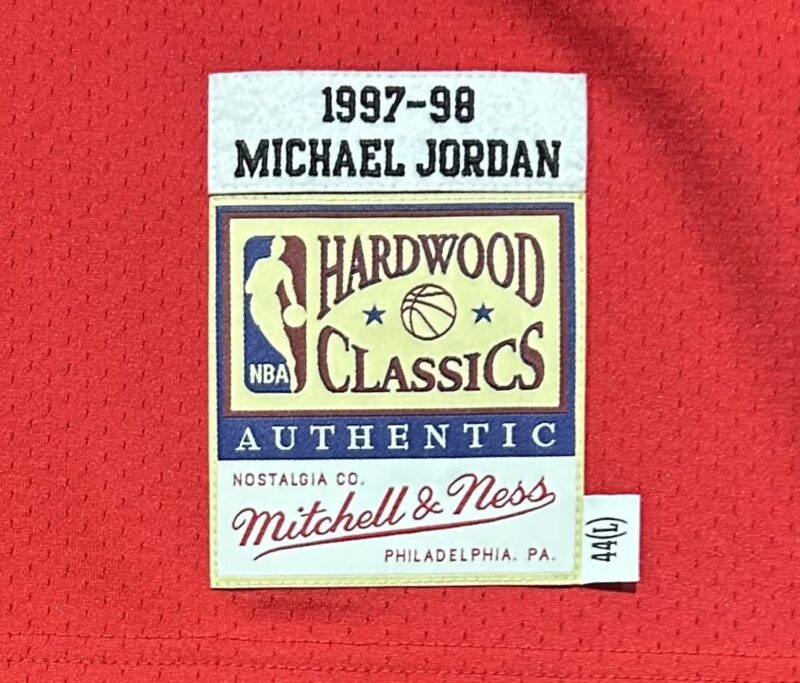 1997-98
MICHAEL JORDAN
HARDWOOD
CLASSICS
NBA
AUTHENTIC
NOSTALGIA CO.
Mitchell & Ness
PHILADELPHIA, PA.
44(L)